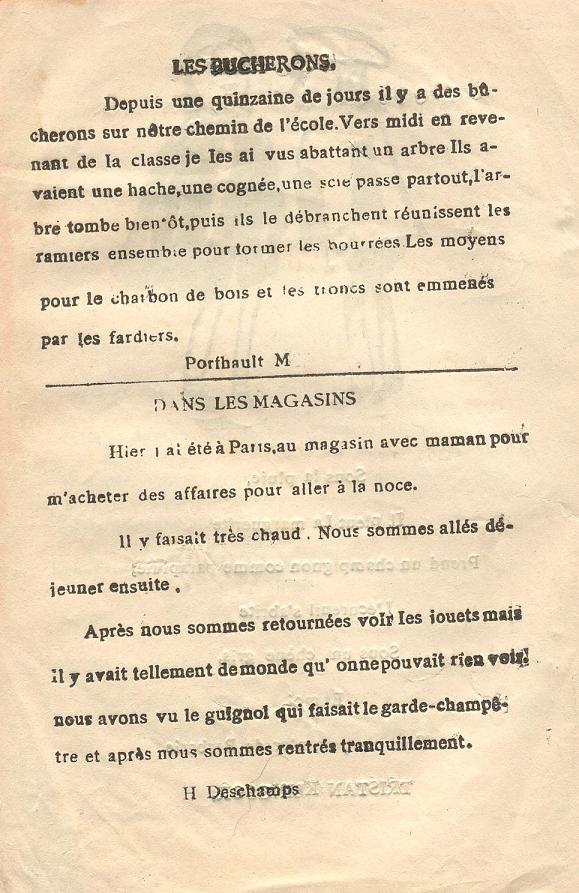 LES BUCHERONS.
Depuis une quinzaine de jours il y a des bû-
cherons sur nôtre chemin de l'école.Vers midi en reve-
nant de la classe je les ai vus abattant un arbre Ils a-
vaient une hache,une cognée,une scie passe partout,l'ar-
bre tombe bientôt,puis ils le débranchent réunissent les
ramiers ensemble pour former les bourrées.Les moyens
pour le charbon de bois et les troncs sont emmenés
par les fardiers.
Porfhault M
DANS LES MAGASINS
Hier j ai été à Paris,au magasin avec maman pour
m'acheter des affaires pour aller à la noce.
Il y faisait très chaud . Nous sommes allés dé-
jeuner ensuite .
Après nous sommes retournées voir les jouets mais
il y avait tellement demonde qu' onnepouvait rien voir!
nous avons vu le guignol qui faisait le garde-champê-
tre et après nous sommes rentrés tranquillement.
H Deschamps